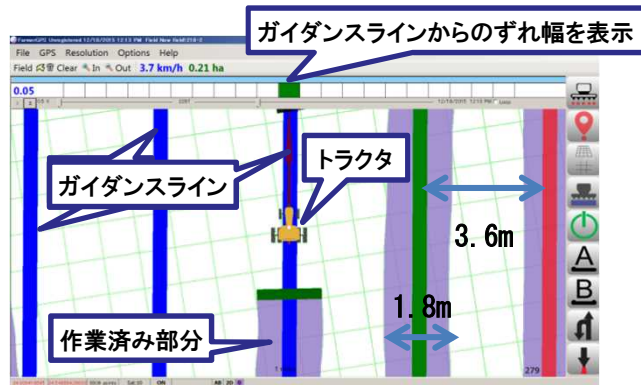 ガイダンスラインからのずれ幅を表示
File GPS Resolution Options Help
Field Clear In Out 3.7 km/h 0.21 ha
0.05
トラクタ
ガイダンスライン
3.6m
1.8m
作業済み部分
A
B
279
ON